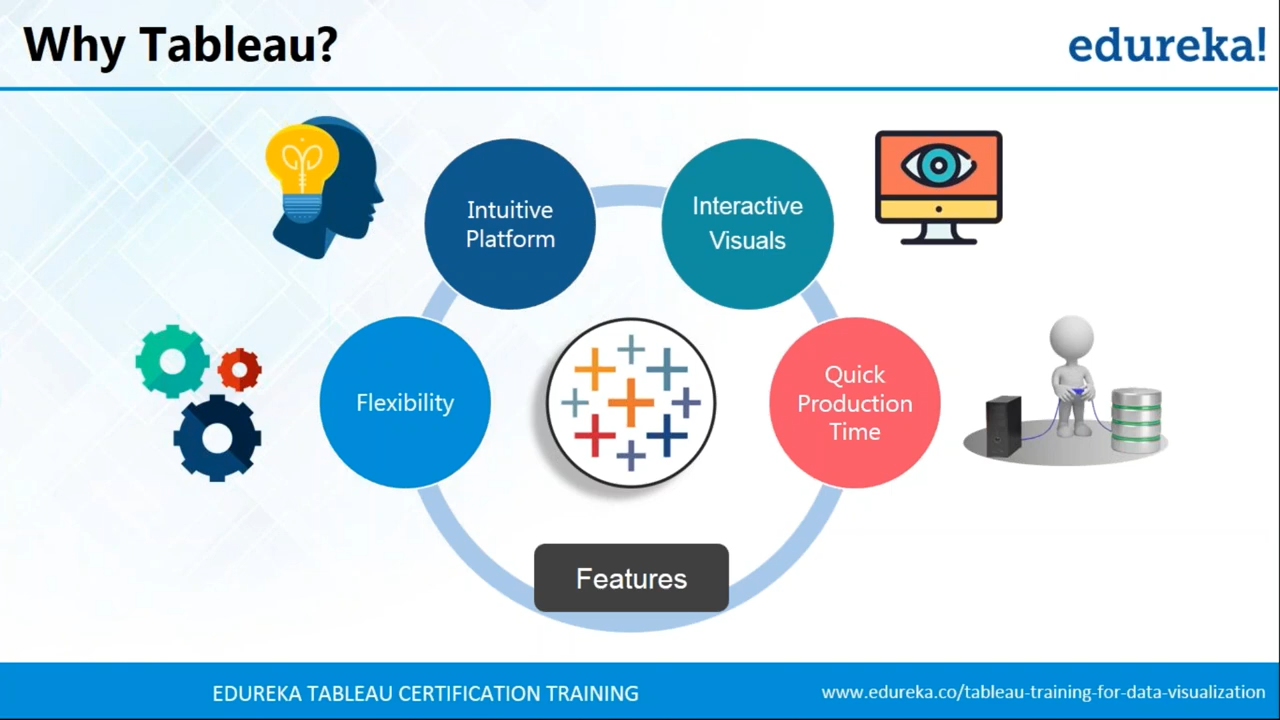 Why Tableau?
edureka!
Intuitive
Platform
Interactive
Visuals
Flexibility
Quick
Production
Time
Features
EDUREKA TABLEAU CERTIFICATION TRAINING
www.edureka.co/tableau-training-for-data-visualization